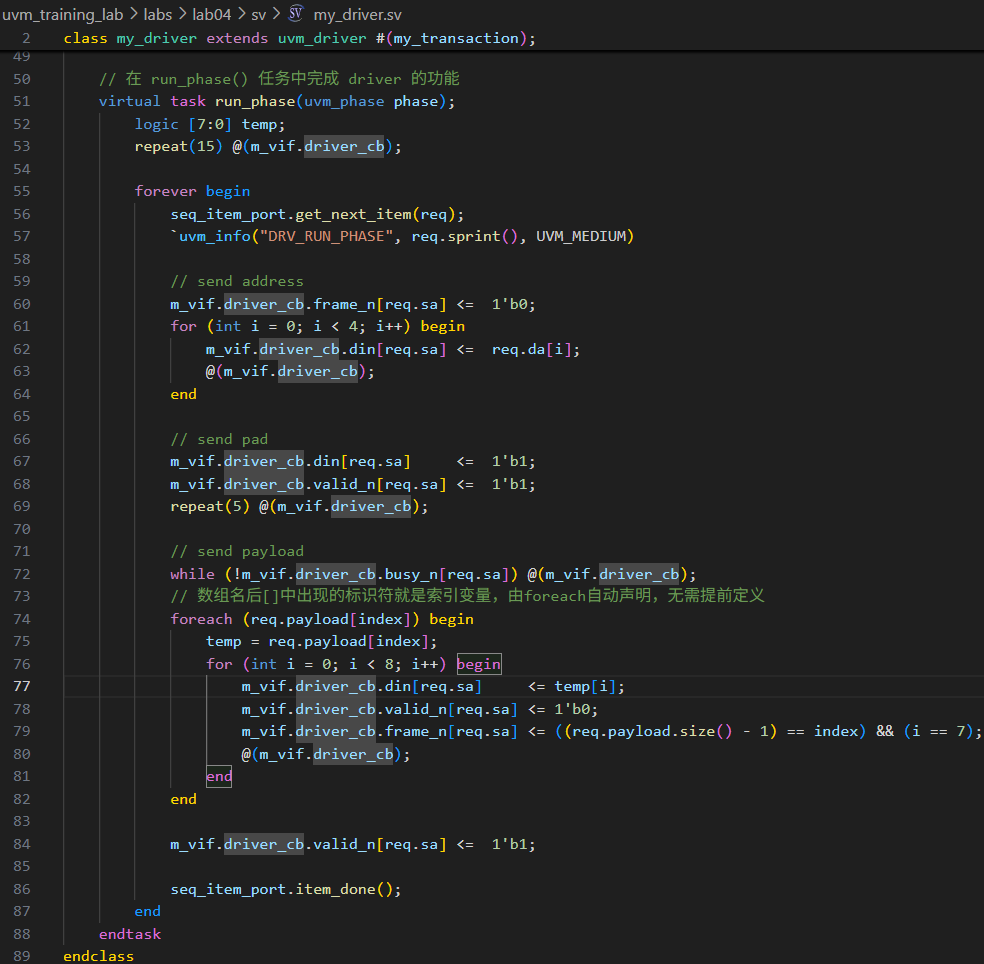 uvm_training_lab > labs > lab04 > sv > SV my_driver.sv
2 class my_driver extends uvm_driver #(my_transaction);
49
50 // 在 run_phase() 任务中完成 driver 的功能
51 virtual task run_phase(uvm_phase phase);
52 logic [7:0] temp;
53 repeat(15) @(m_vif.driver_cb);
54
55 forever begin
56 seq_item_port.get_next_item(req);
57 `uvm_info("DRV_RUN_PHASE", req.sprint(), UVM_MEDIUM)
58
59 // send address
60 m_vif.driver_cb.frame_n[req.sa] <= 1'b0;
61 for (int i = 0; i < 4; i++) begin
62 m_vif.driver_cb.din[req.sa] <= req.da[i];
63 @(m_vif.driver_cb);
64 end
65
66 // send pad
67 m_vif.driver_cb.din[req.sa] <= 1'b1;
68 m_vif.driver_cb.valid_n[req.sa] <= 1'b1;
69 repeat(5) @(m_vif.driver_cb);
70
71 // send payload
72 while (!m_vif.driver_cb.busy_n[req.sa]) @(m_vif.driver_cb);
73 // 数组名后[]中出现的标识符就是索引变量，由foreach自动声明，无需提前定义
74 foreach (req.payload[index]) begin
75 temp = req.payload[index];
76 for (int i = 0; i < 8; i++) begin
77 m_vif.driver_cb.din[req.sa] <= temp[i];
78 m_vif.driver_cb.valid_n[req.sa] <= 1'b0;
79 m_vif.driver_cb.frame_n[req.sa] <= ((req.payload.size() - 1) == index) && (i == 7);
80 @(m_vif.driver_cb);
81 end
82 end
83
84 m_vif.driver_cb.valid_n[req.sa] <= 1'b1;
85
86 seq_item_port.item_done();
87 end
88 endtask
89 endclass